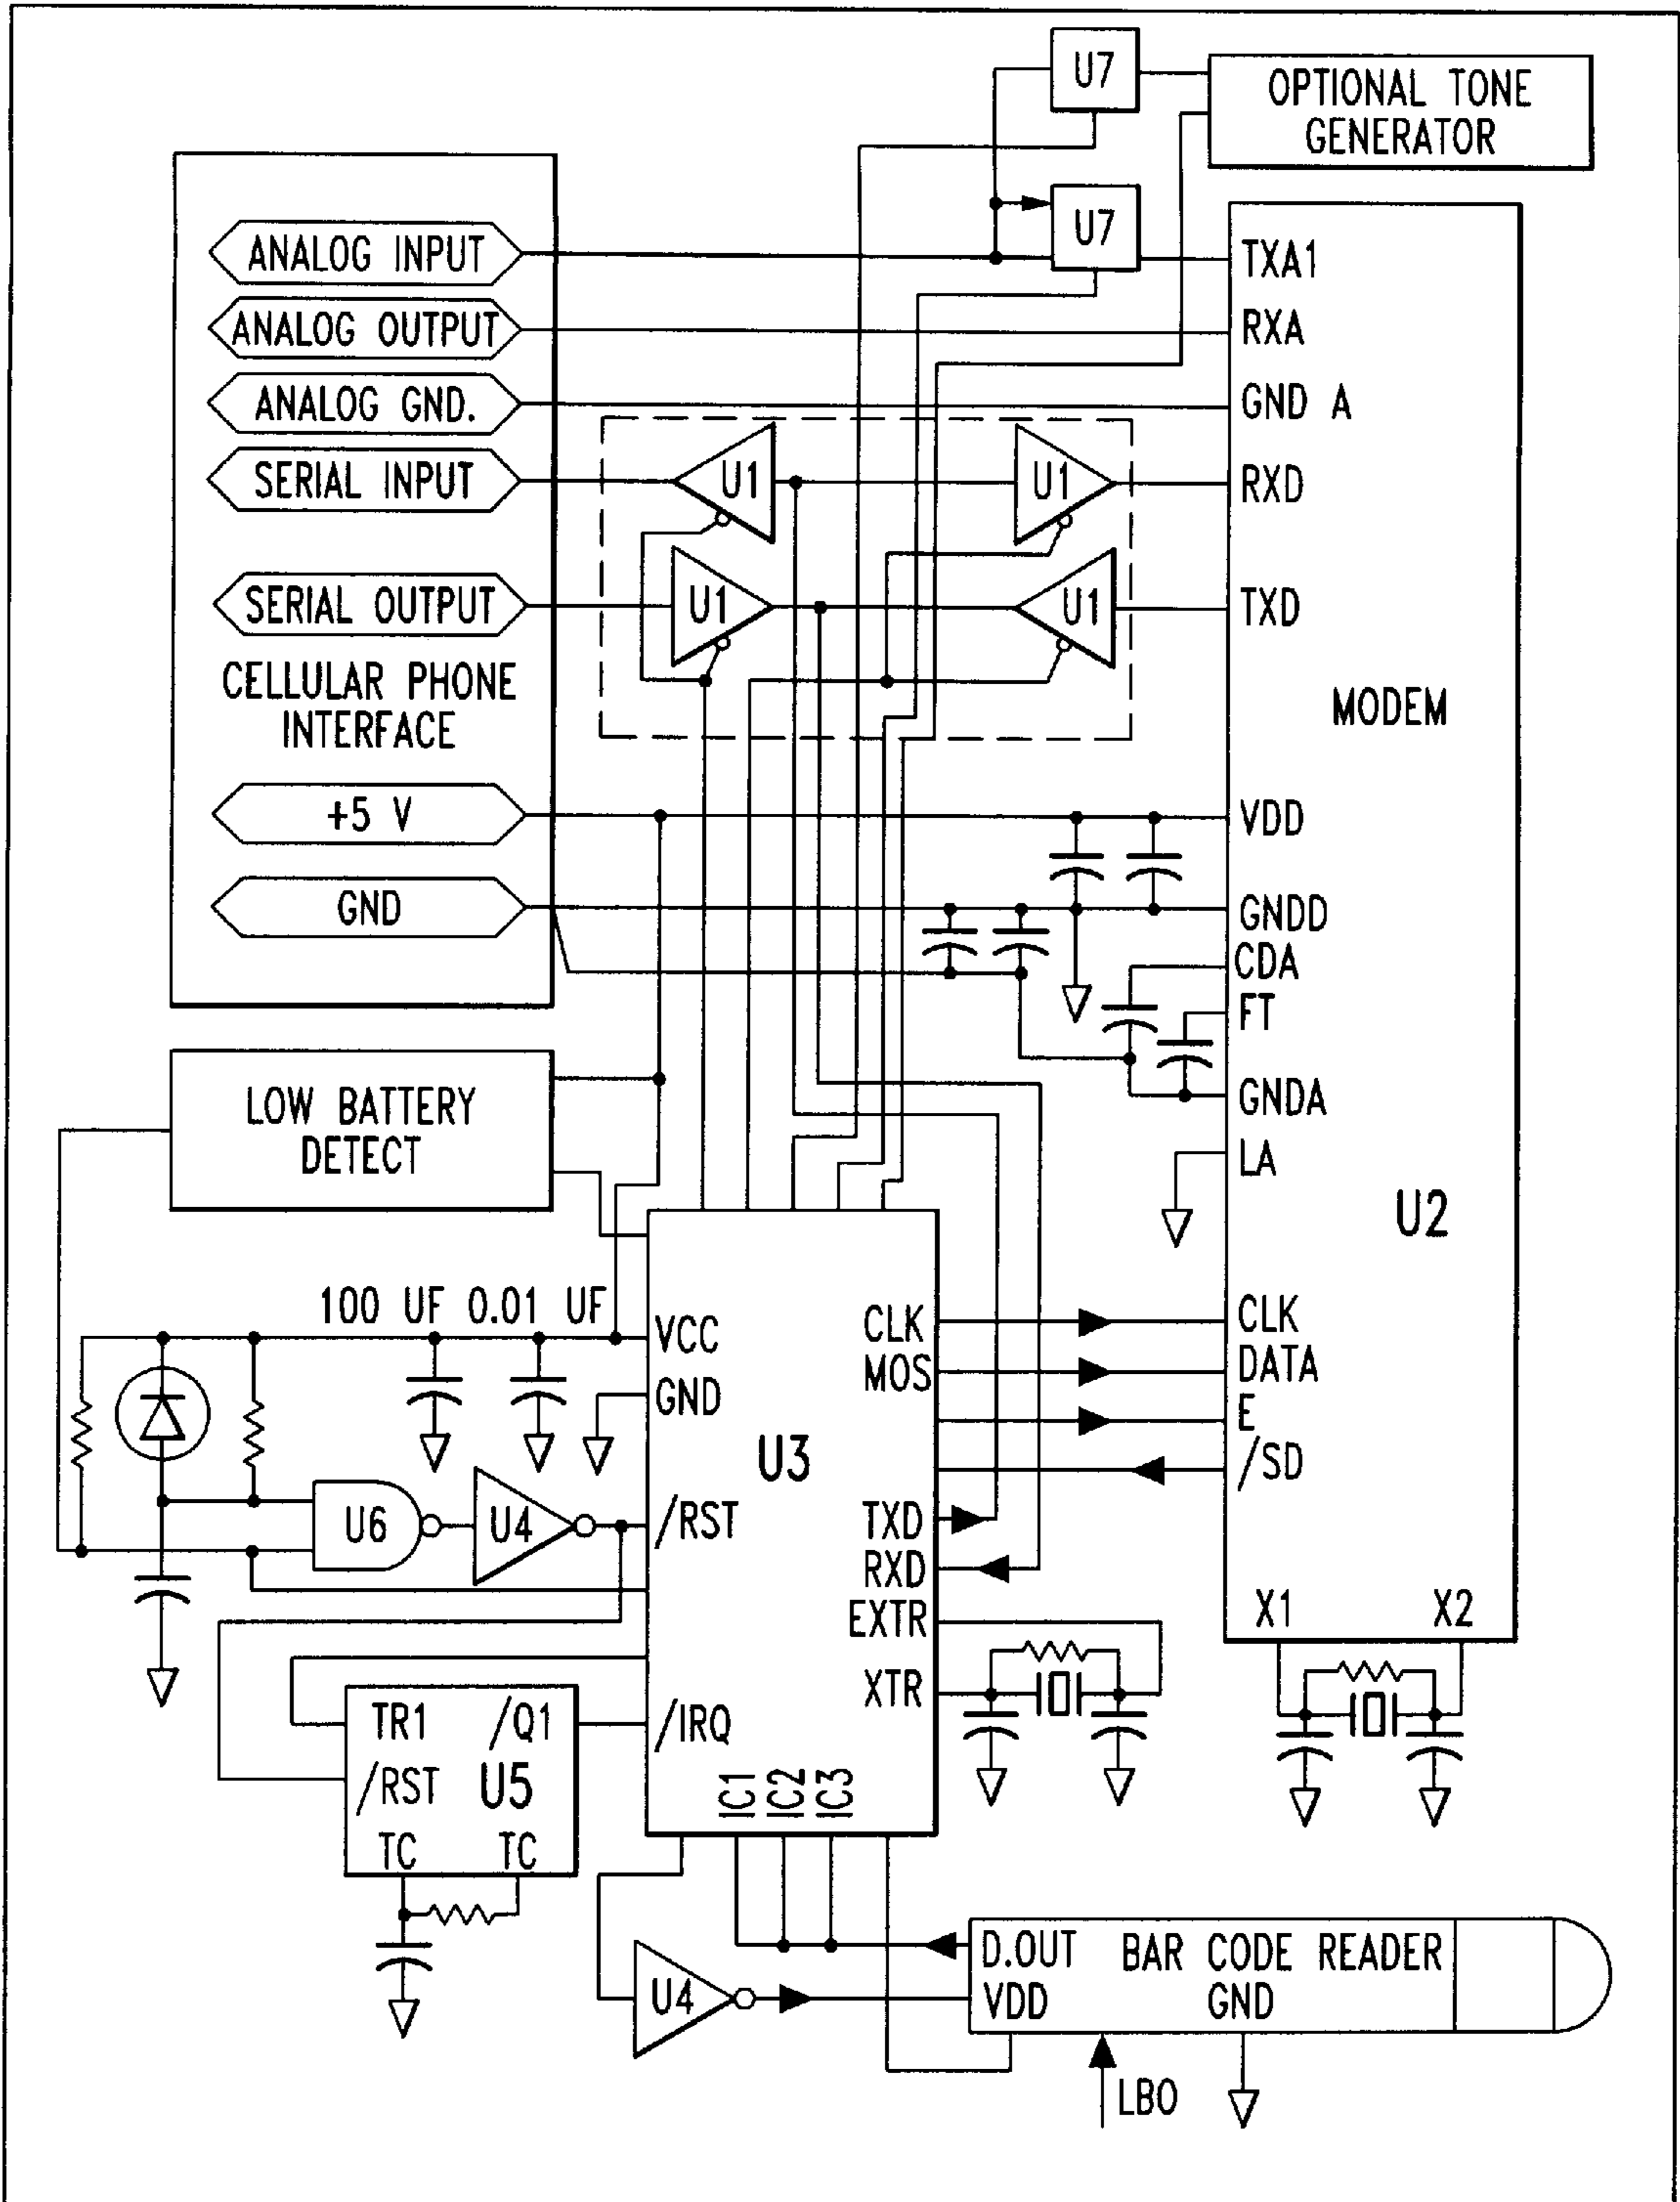 U7
OPTIONAL TONE
GENERATOR
U7
ANALOG INPUT
TXA1
ANALOG OUTPUT
RXA
ANALOG GND.
GND A
SERIAL INPUT
U1
U1
RXD
SERIAL OUTPUT
U1
U1
TXD
CELLULAR PHONE
INTERFACE
MODEM
+5 V
VDD
GND
GNDD
CDA
FT
LOW BATTERY
DETECT
GNDA
LA
U2
100 UF 0.01 UF
VCC
CLK
CLK
GND
MOS
DATA
E
U3
/SD
U6
U4
/RST
TXD
RXD
EXTR
X1
X2
XTR
TR1
/Q1
/IRQ
/RST
U5
IC1
IC2
IC3
TC
TC
D.OUT
BAR CODE READER
U4
VDD
GND
LBO